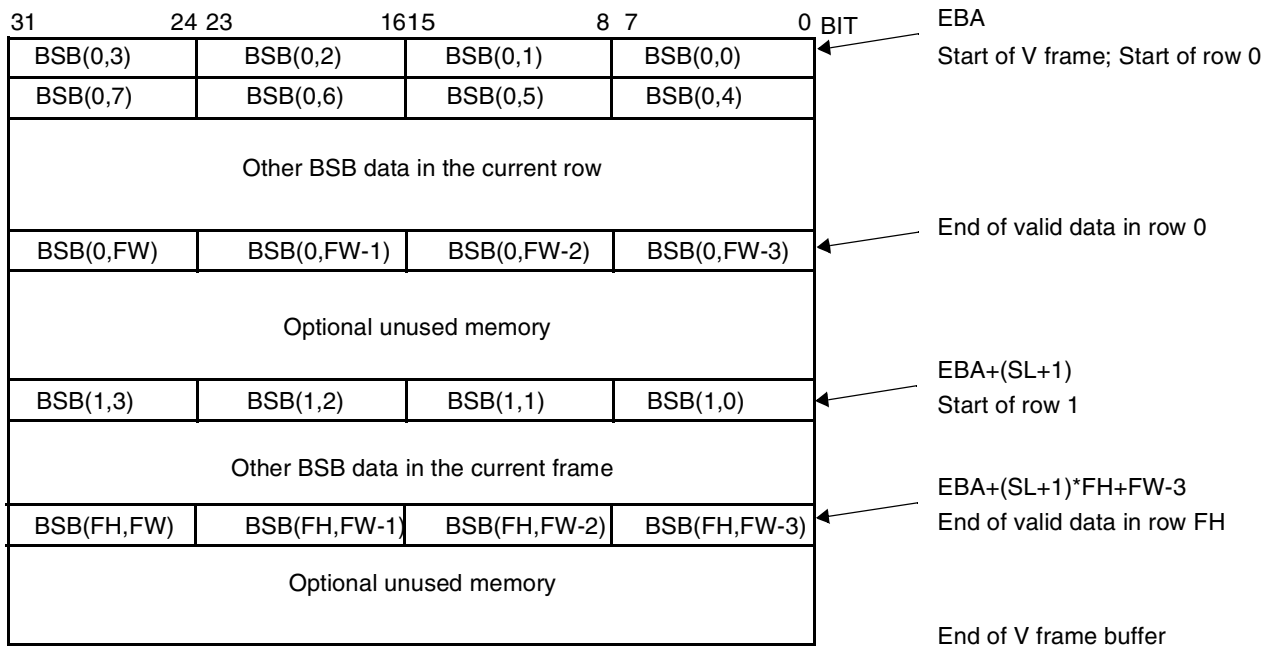 31 24 23 1615 8 7 0 BIT
EBA
Start of V frame; Start of row 0
BSB(0,3) BSB(0,2) BSB(0,1) BSB(0,0)
BSB(0,7) BSB(0,6) BSB(0,5) BSB(0,4)
Other BSB data in the current row
BSB(0,FW) BSB(0,FW-1) BSB(0,FW-2) BSB(0,FW-3)
End of valid data in row 0
Optional unused memory
EBA+(SL+1)
BSB(1,3) BSB(1,2) BSB(1,1) BSB(1,0)
Start of row 1
Other BSB data in the current frame
EBA+(SL+1)*FH+FW-3
BSB(FH,FW) BSB(FH,FW-1) BSB(FH,FW-2) BSB(FH,FW-3)
End of valid data in row FH
Optional unused memory
End of V frame buffer